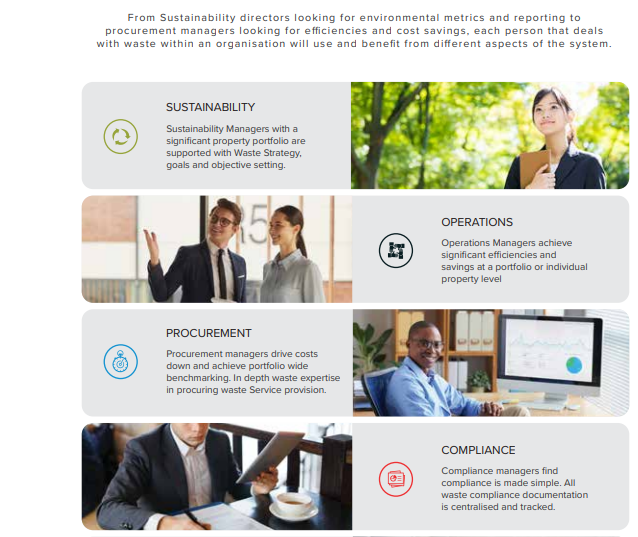 From Sustainability directors looking for environmental metrics and reporting to
procurement managers looking for efficiencies and cost savings, each person that deals
with waste within an organisation will use and benefit from different aspects of the system.
SUSTAINABILITY
Sustainability Managers with a
significant property portfolio are
supported with Waste Strategy,
goals and objective setting.
15
OPERATIONS
Operations Managers achieve
significant efficiencies and
savings at a portfolio or individual
property level
PROCUREMENT
Procurement managers drive costs
down and achieve portfolio wide
benchmarking. In depth waste expertise
in procuring waste Service provision.
COMPLIANCE
Compliance managers find
compliance is made simple. All
waste compliance documentation
is centralised and tracked.